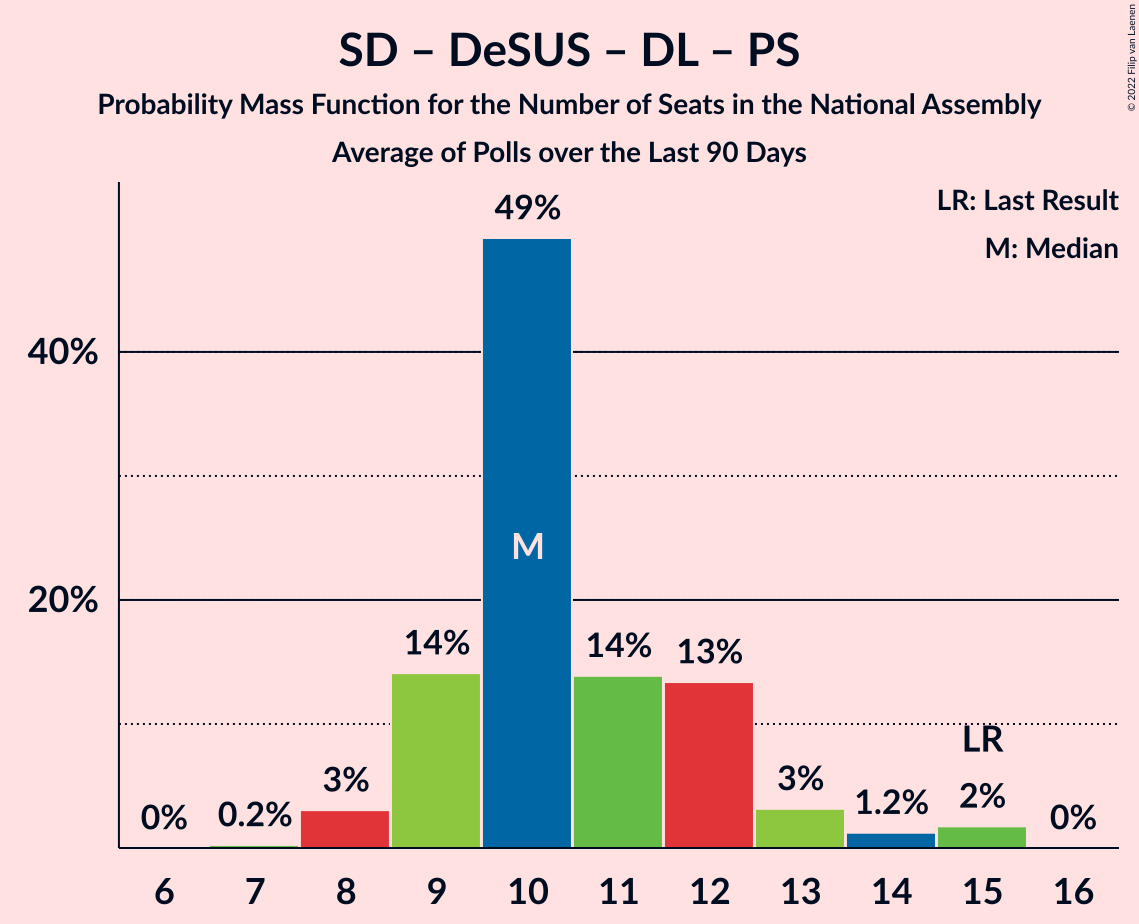 SD – DeSUS – DL – PS
Probability Mass Function for the Number of Seats in the National Assembly
Average of Polls over the Last 90 Days
© 2022 Filip van Laenen
LR: Last Result
M: Median
40%
20%
0%
0.2%
3%
14%
49%
M
14%
13%
3%
1.2%
LR
2%
0%
6 7 8 9 10 11 12 13 14 15 16